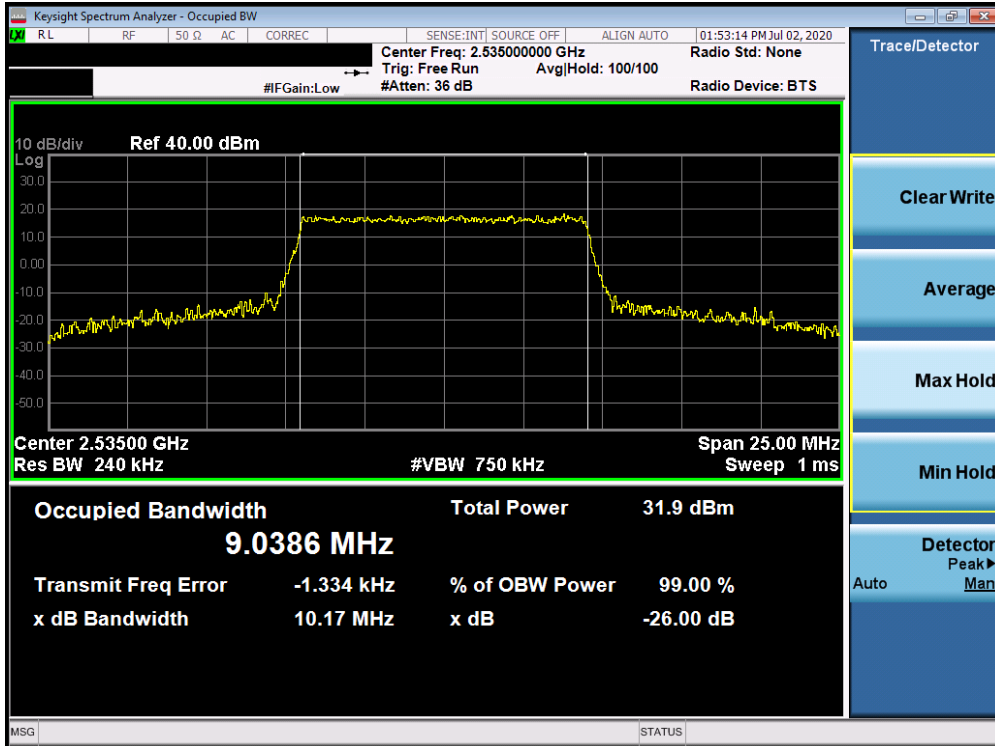 Keysight Spectrum Analyzer - Occupied BW
LXI RL RF 50 Ω AC CORREC SENSE:INT SOURCE OFF ALIGN AUTO 01:53:14 PM Jul 02, 2020
Center Freq: 2.535000000 GHz Radio Std: None
Trig: Free Run Avg|Hold: 100/100
#IFGain:Low #Atten: 36 dB Radio Device: BTS
10 dB/div Ref 40.00 dBm
Log
30.0
20.0
10.0
0.00
-10.0
-20.0
-30.0
-40.0
-50.0
Center 2.53500 GHz Span 25.00 MHz
Res BW 240 kHz #VBW 750 kHz Sweep 1 ms
Occupied Bandwidth Total Power 31.9 dBm
9.0386 MHz
Transmit Freq Error -1.334 kHz % of OBW Power 99.00 %
x dB Bandwidth 10.17 MHz x dB -26.00 dB
MSG STATUS
Trace/Detector
Clear Write
Average
Max Hold
Min Hold
Detector
Peak▶
Auto Man